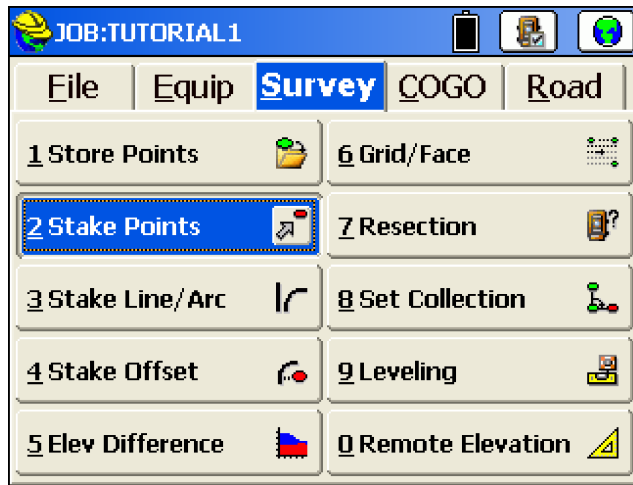 JOB:TUTORIAL1
File Equip Survey COGO Road
1 Store Points 6 Grid/Face
2 Stake Points 7 Resection
3 Stake Line/Arc 8 Set Collection
4 Stake Offset 9 Leveling
5 Elev Difference 0 Remote Elevation